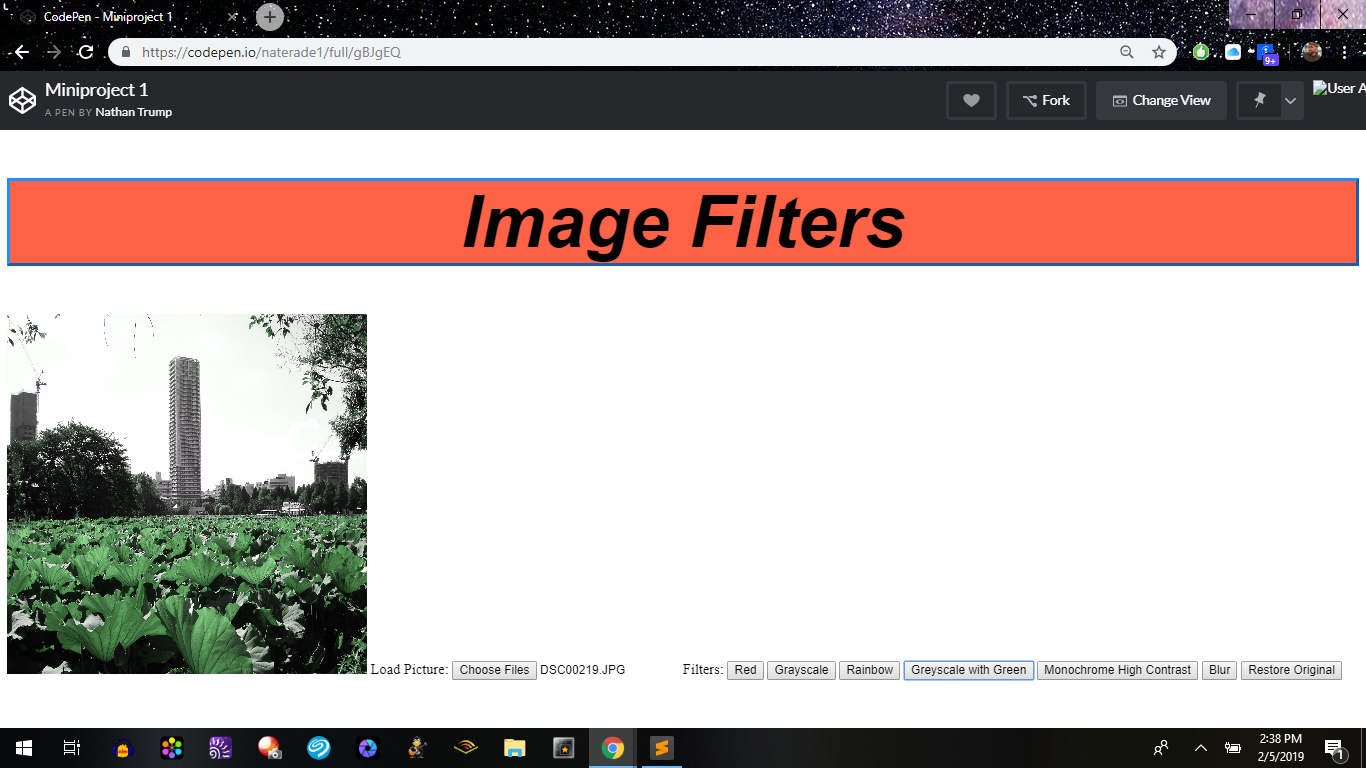 CodePen - Miniproject 1
https://codepen.io/naterade1/full/gBJgEQ
9+
Miniproject 1
A PEN BY Nathan Trump
Fork
Change View
User A
Image Filters
Load Picture: Choose Files DSC00219.JPG Filters: Red Grayscale Rainbow Greyscale with Green Monochrome High Contrast Blur Restore Original
2:38 PM
2/5/2019
1